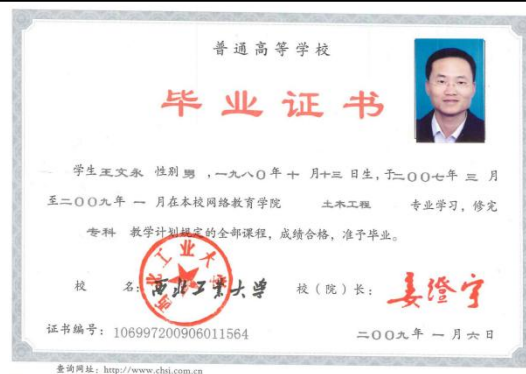 普通高等学校
毕业证书
学生王文永 性别男 ,一九八〇年十 月十三日生,于二〇〇七年 三 月
至二〇〇九年 一 月在本校网络教育学院 土木工程 专业学习,修完
专科 教学计划规定的全部课程,成绩合格,准予毕业。
校 名:西北工业大学 校(院)长:姜澄宇
西北工业大学
证书编号:106997200906011564 二〇〇九年 一 月 六 日
查询网址:http://www.chsi.com.cn